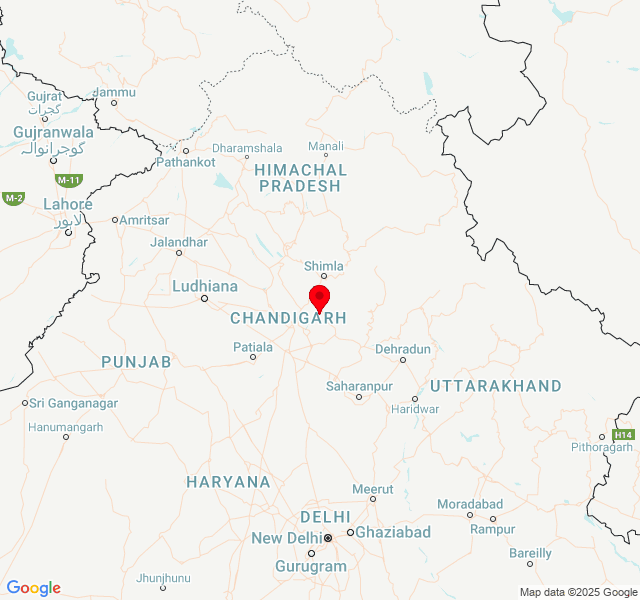 Jammu
Gujrat
گجرات
Gujranwala
گوجرانوالہ
Manali
Dharamshala
Pathankot
HIMACHAL
PRADESH
M-11
M-2
Lahore
لاہور
Amritsar
Jalandhar
Shimla
Ludhiana
CHANDIGARH
Patiala
Dehradun
PUNJAB
UTTARAKHAND
Saharanpur
Haridwar
Sri Ganganagar
Hanumangarh
H14
Pithoragarh
HARYANA
Meerut
Moradabad
DELHI
Rampur
Ghaziabad
New Delhi
Bareilly
Gurugram
Jhunjhunu
Google
Map data ©2025 Google